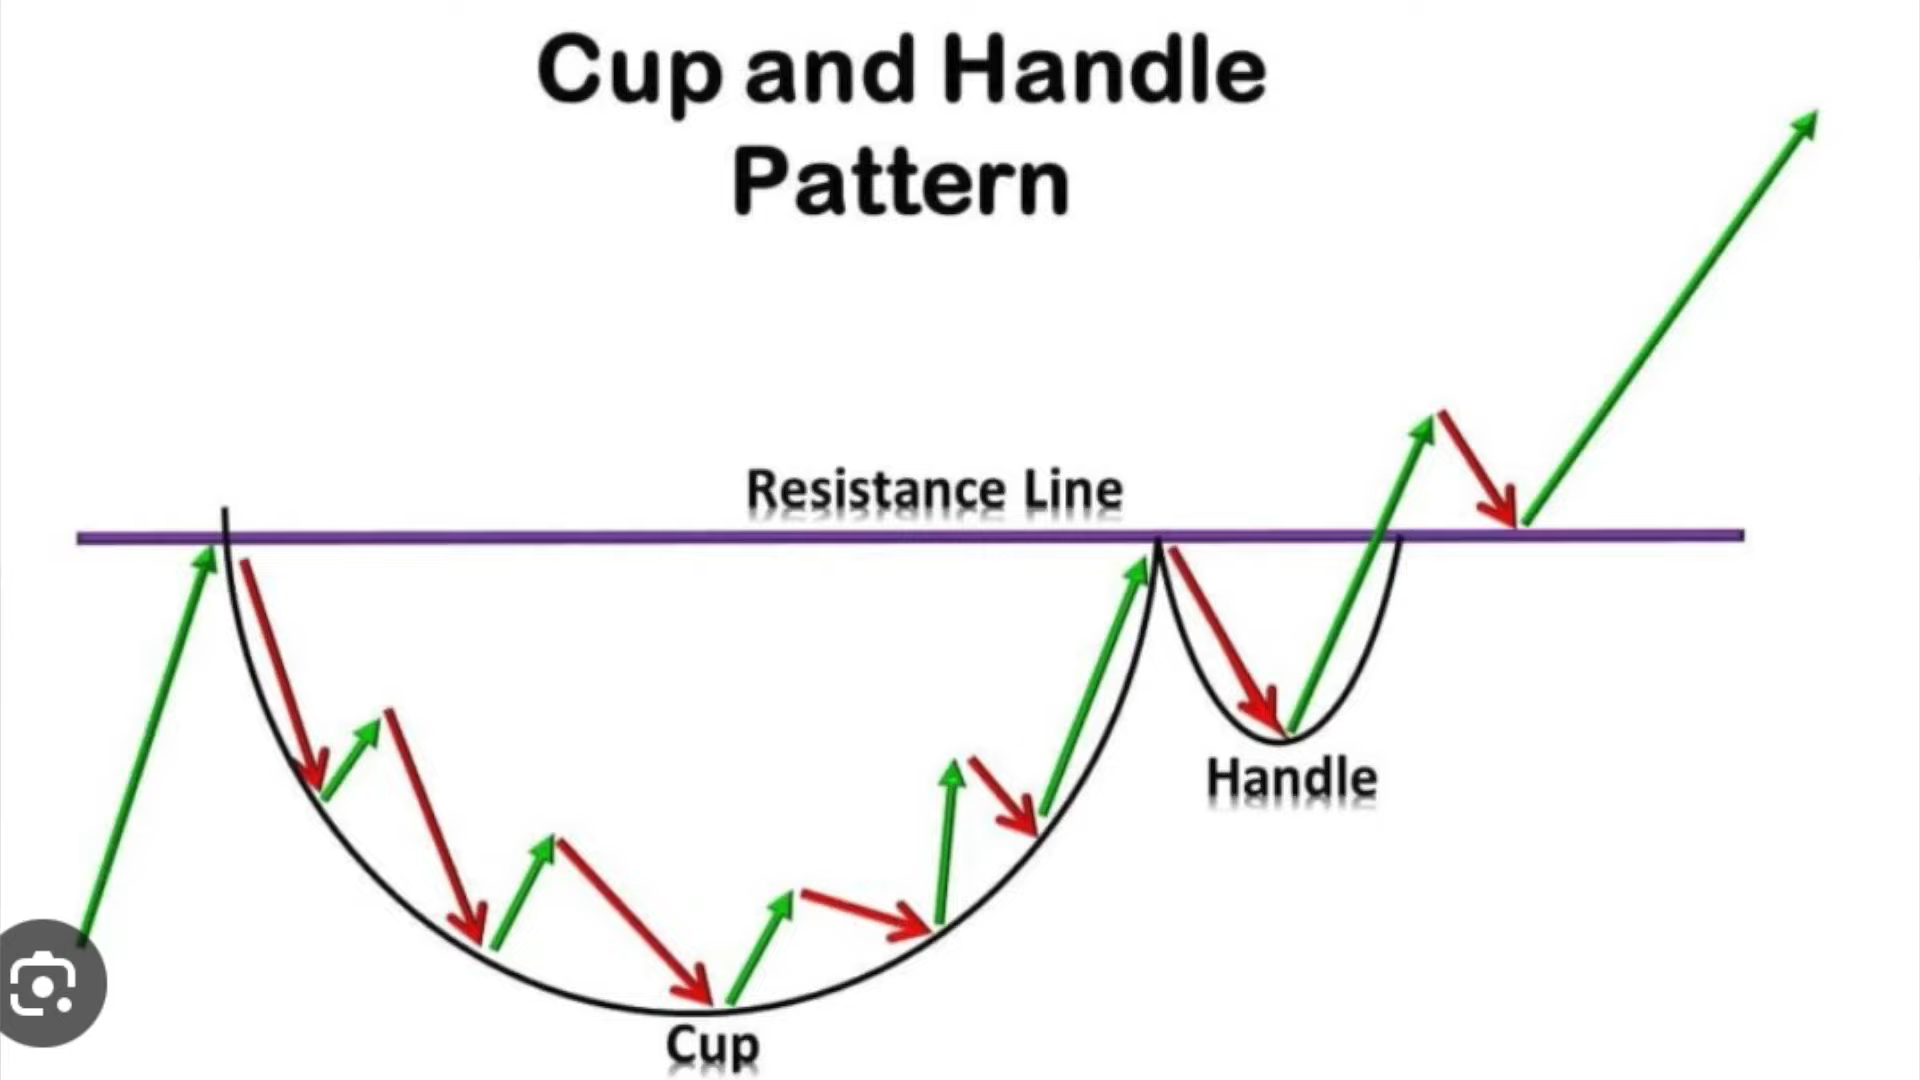 Cup and Handle
Pattern
Resistance Line
Handle
Cup